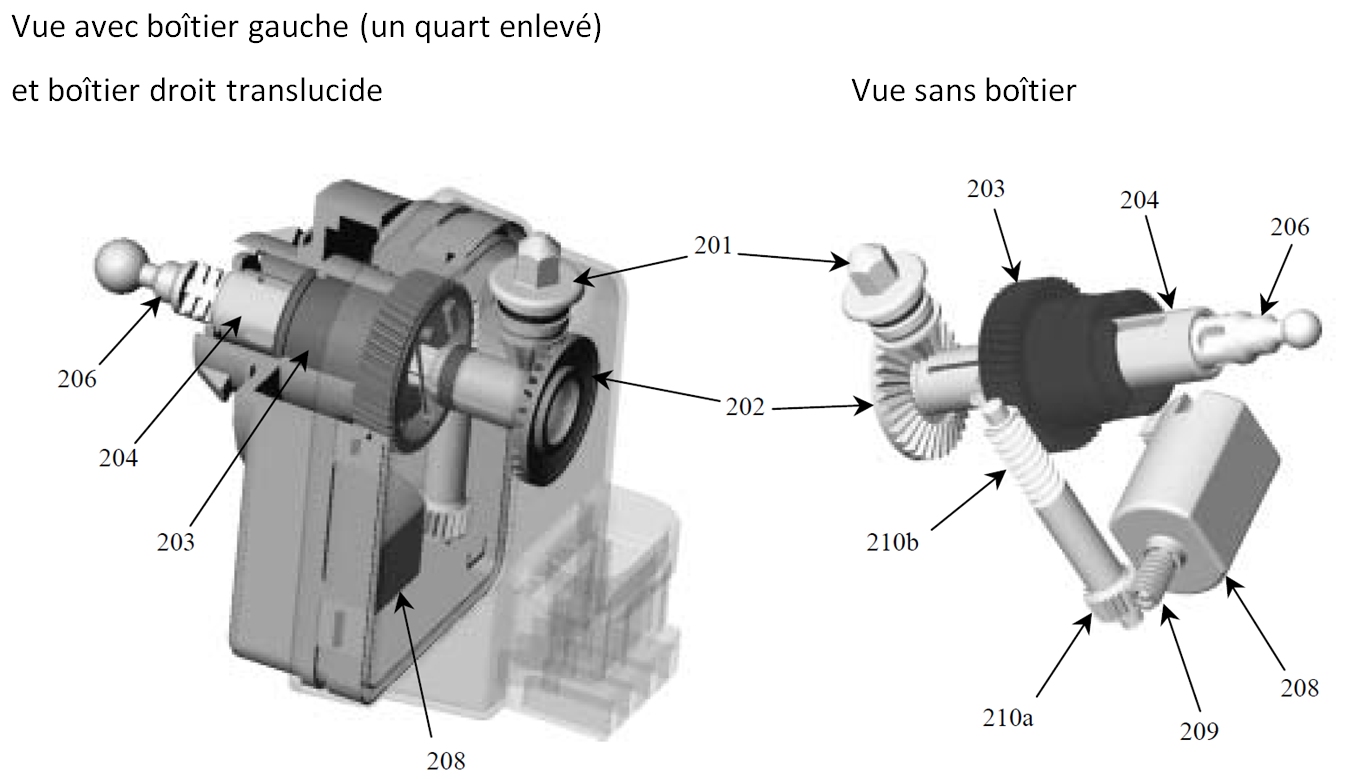 Vue avec boîtier gauche (un quart enlevé)
et boîtier droit translucide
Vue sans boîtier
203
204
206
201
206
202
204
203
210b
208
210a
209
208